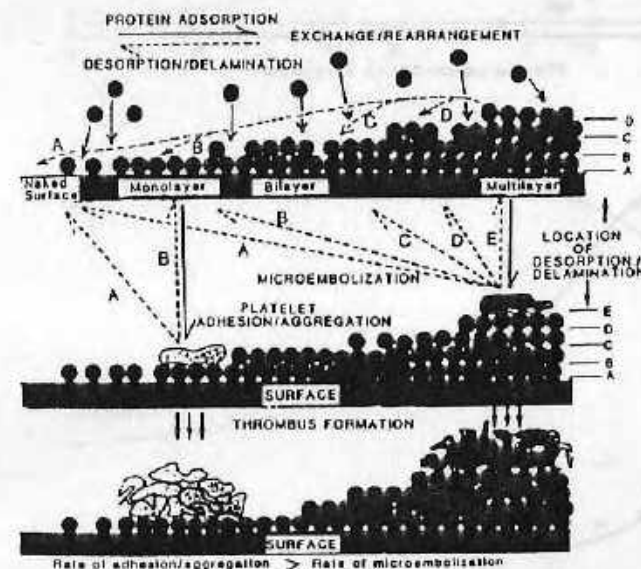 PROTEIN ADSORPTION
EXCHANGE/REARRANGEMENT
DESORPTION/DELAMINATION
A
B
C
D
D
C
B
A
Naked Surface
Monolayer
Bilayer
Multilayer
A
B
A
B
C
D
E
LOCATION
OF
DESORPTION/
DELAMINATION
MICROEMBOLIZATION
PLATELET
ADHESION/AGGREGATION
E
D
C
B
A
SURFACE
THROMBUS FORMATION
SURFACE
Rate of adhesion/aggregation > Rate of microembolization